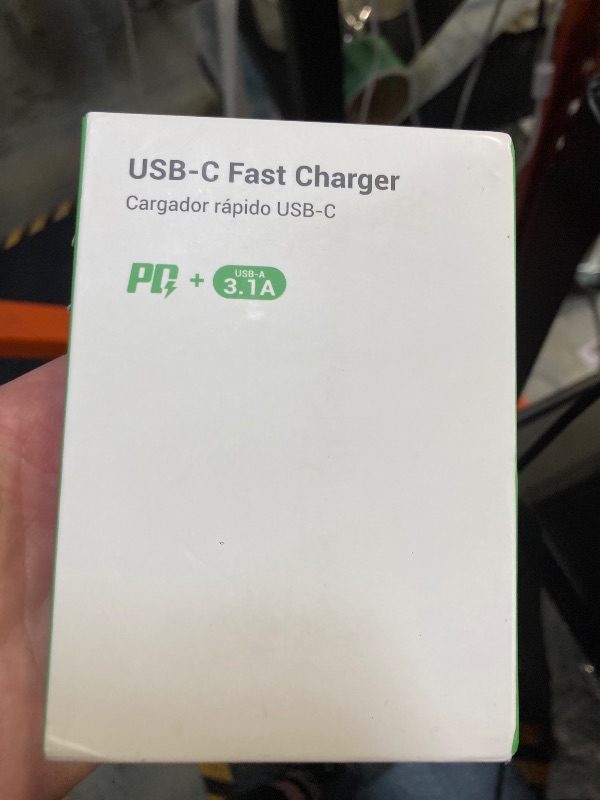 USB-C Fast Charger
Cargador rápido USB-C
PD + USB-A 3.1A